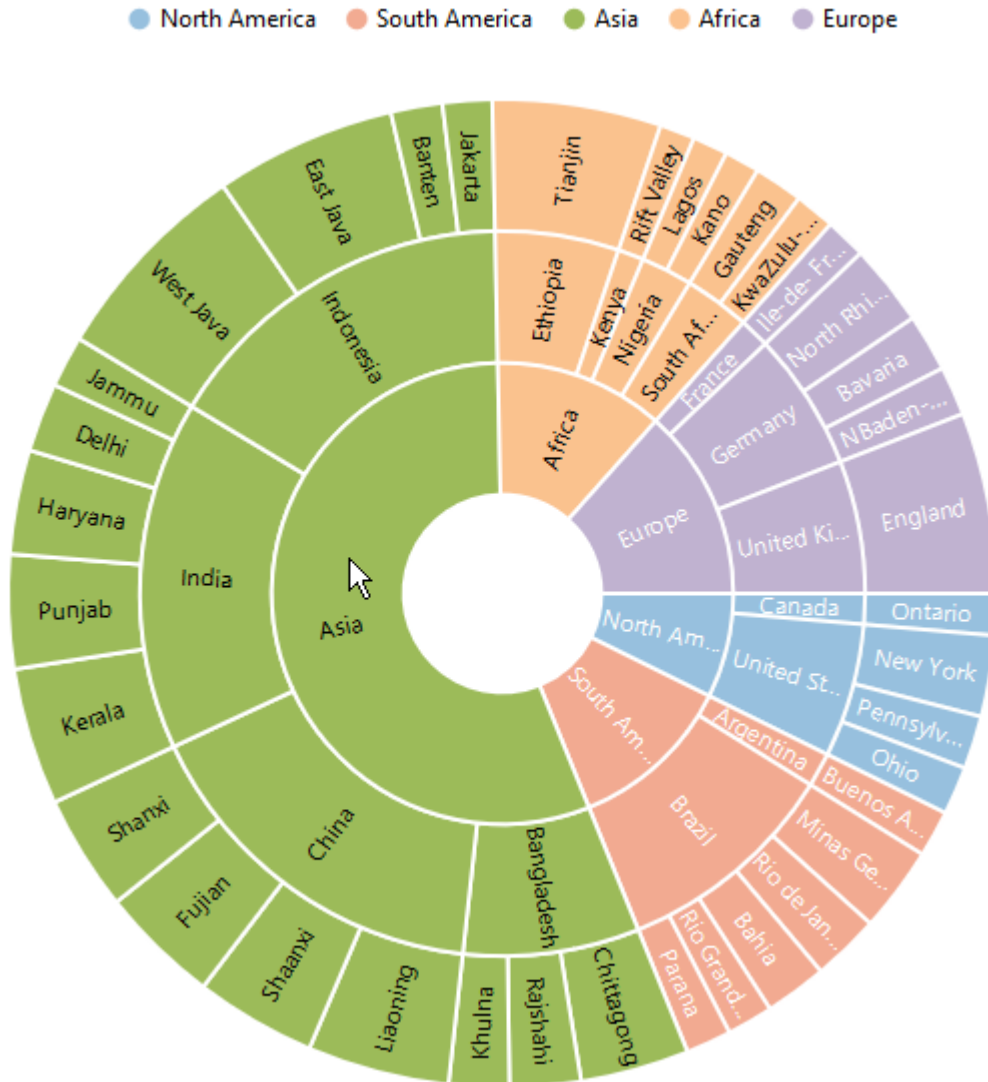 North America South America Asia Africa Europe
Asia
Africa
Europe
North Am...
South Am...
Indonesia
India
China
Bangladesh
Ethiopia
Kenya
Nigeria
South Af...
France
Germany
United Ki...
Canada
United St...
Argentina
Brazil
Jakarta
Banten
East Java
West Java
Jammu
Delhi
Haryana
Punjab
Kerala
Shanxi
Fujian
Shaanxi
Liaoning
Khulna
Rajshahi
Chittagong
Tianjin
Rift Valley
Lagos
Kano
Gauteng
KwaZulu-...
Ile-de- Fr...
North Rhi...
Bavaria
NBaden-...
England
Ontario
New York
Pennsylv...
Ohio
Buenos A...
Minas Ge...
Rio de Jan...
Bahia
Rio Grand...
Parana